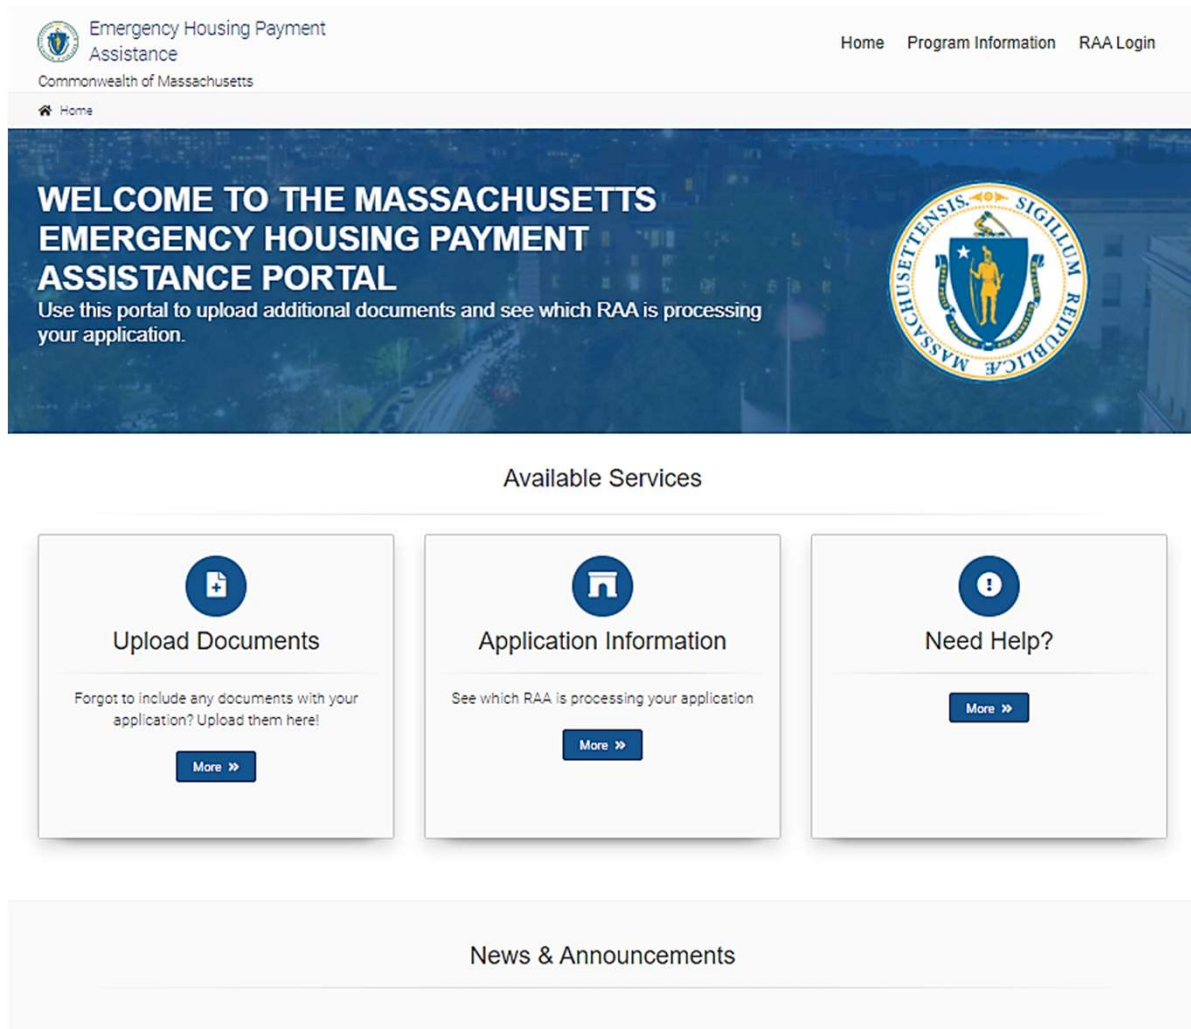 Emergency Housing Payment
Assistance
Commonwealth of Massachusetts
Home Program Information RAA Login
Home
WELCOME TO THE MASSACHUSETTS
EMERGENCY HOUSING PAYMENT
ASSISTANCE PORTAL
Use this portal to upload additional documents and see which RAA is processing
your application.
SIGILLUM REIPUBLICÆ MASSACHUSETTENSIS.
Available Services
Upload Documents
Forgot to include any documents with your
application? Upload them here!
More »
Application Information
See which RAA is processing your application
More »
Need Help?
More »
News & Announcements